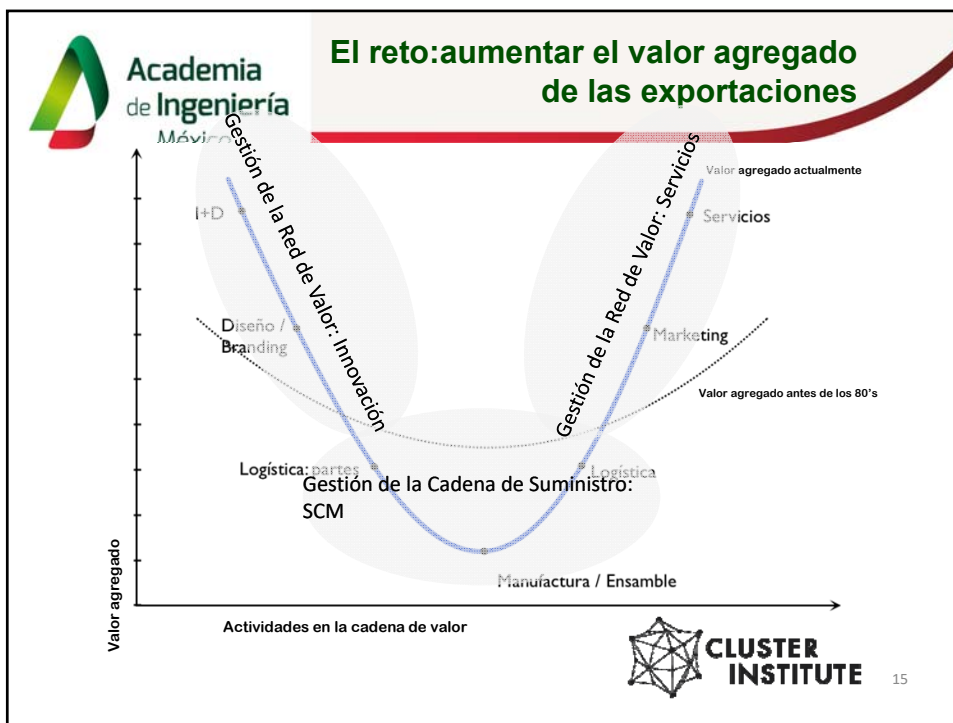 El reto:aumentar el valor agregado
de las exportaciones
Academia
de Ingeniería
México
Gestión de la Red de Valor: Innovación
Gestión de la Red de Valor: Servicios
Valor agregado actualmente
I+D
Servicios
Diseño /
Branding
Marketing
Valor agregado antes de los 80's
Logística: partes
Logística
Gestión de la Cadena de Suministro:
SCM
Manufactura / Ensamble
Valor agregado
Actividades en la cadena de valor
CLUSTER
INSTITUTE
15